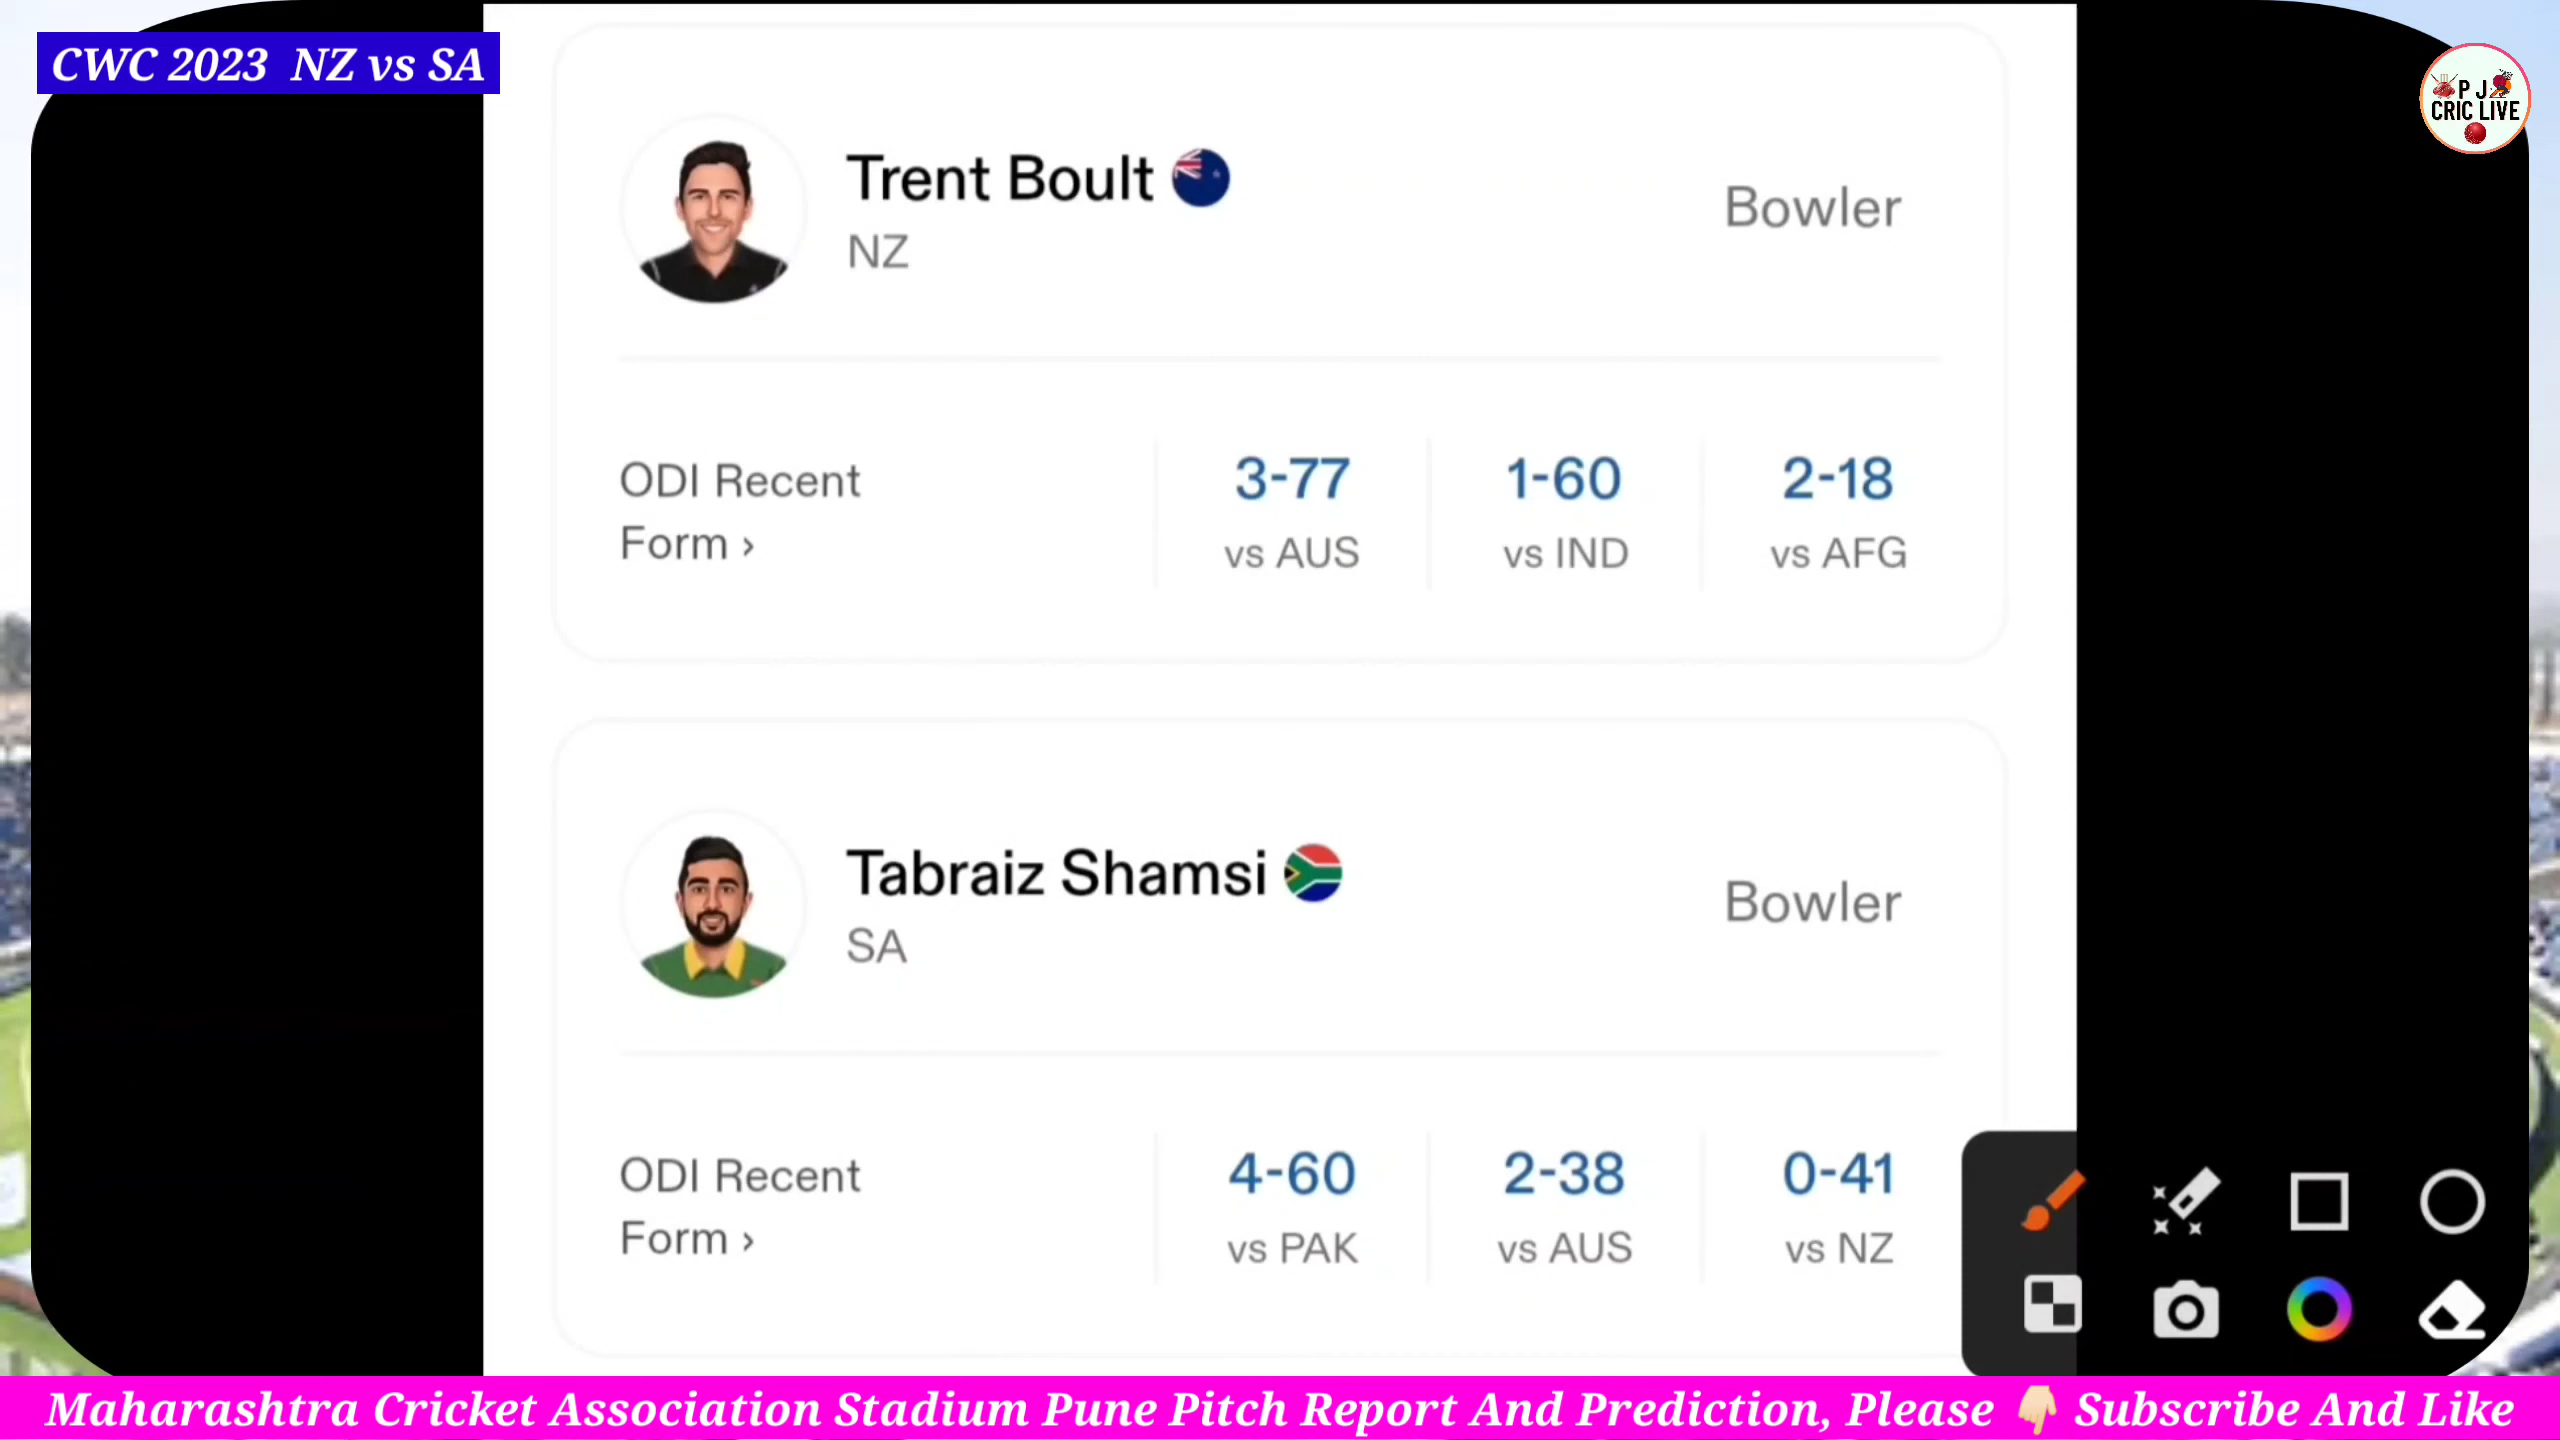 CWC 2023 NZ vs SA
P J
CRIC LIVE
Trent Boult
NZ
Bowler
ODI Recent
Form ›
3-77
vs AUS
1-60
vs IND
2-18
vs AFG
Tabraiz Shamsi
SA
Bowler
ODI Recent
Form ›
4-60
vs PAK
2-38
vs AUS
0-41
vs NZ
Maharashtra Cricket Association Stadium Pune Pitch Report And Prediction, Please 👇 Subscribe And Like